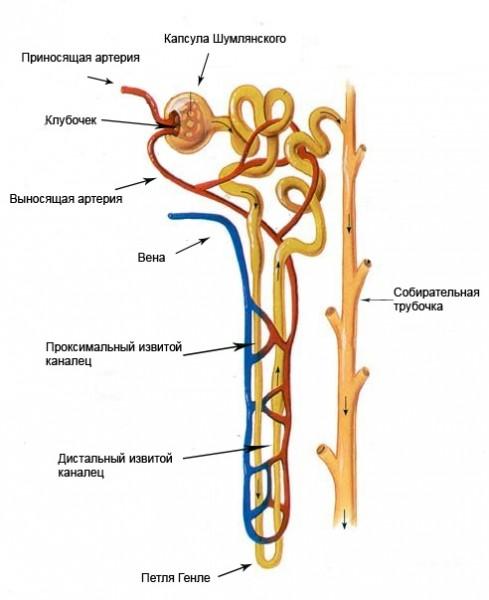 Капсула Шумлянского
Приносящая артерия
Клубочек
Выносящая артерия
Вена
Собирательная
трубочка
Проксимальный извитой
каналец
Дистальный извитой
каналец
Петля Генле